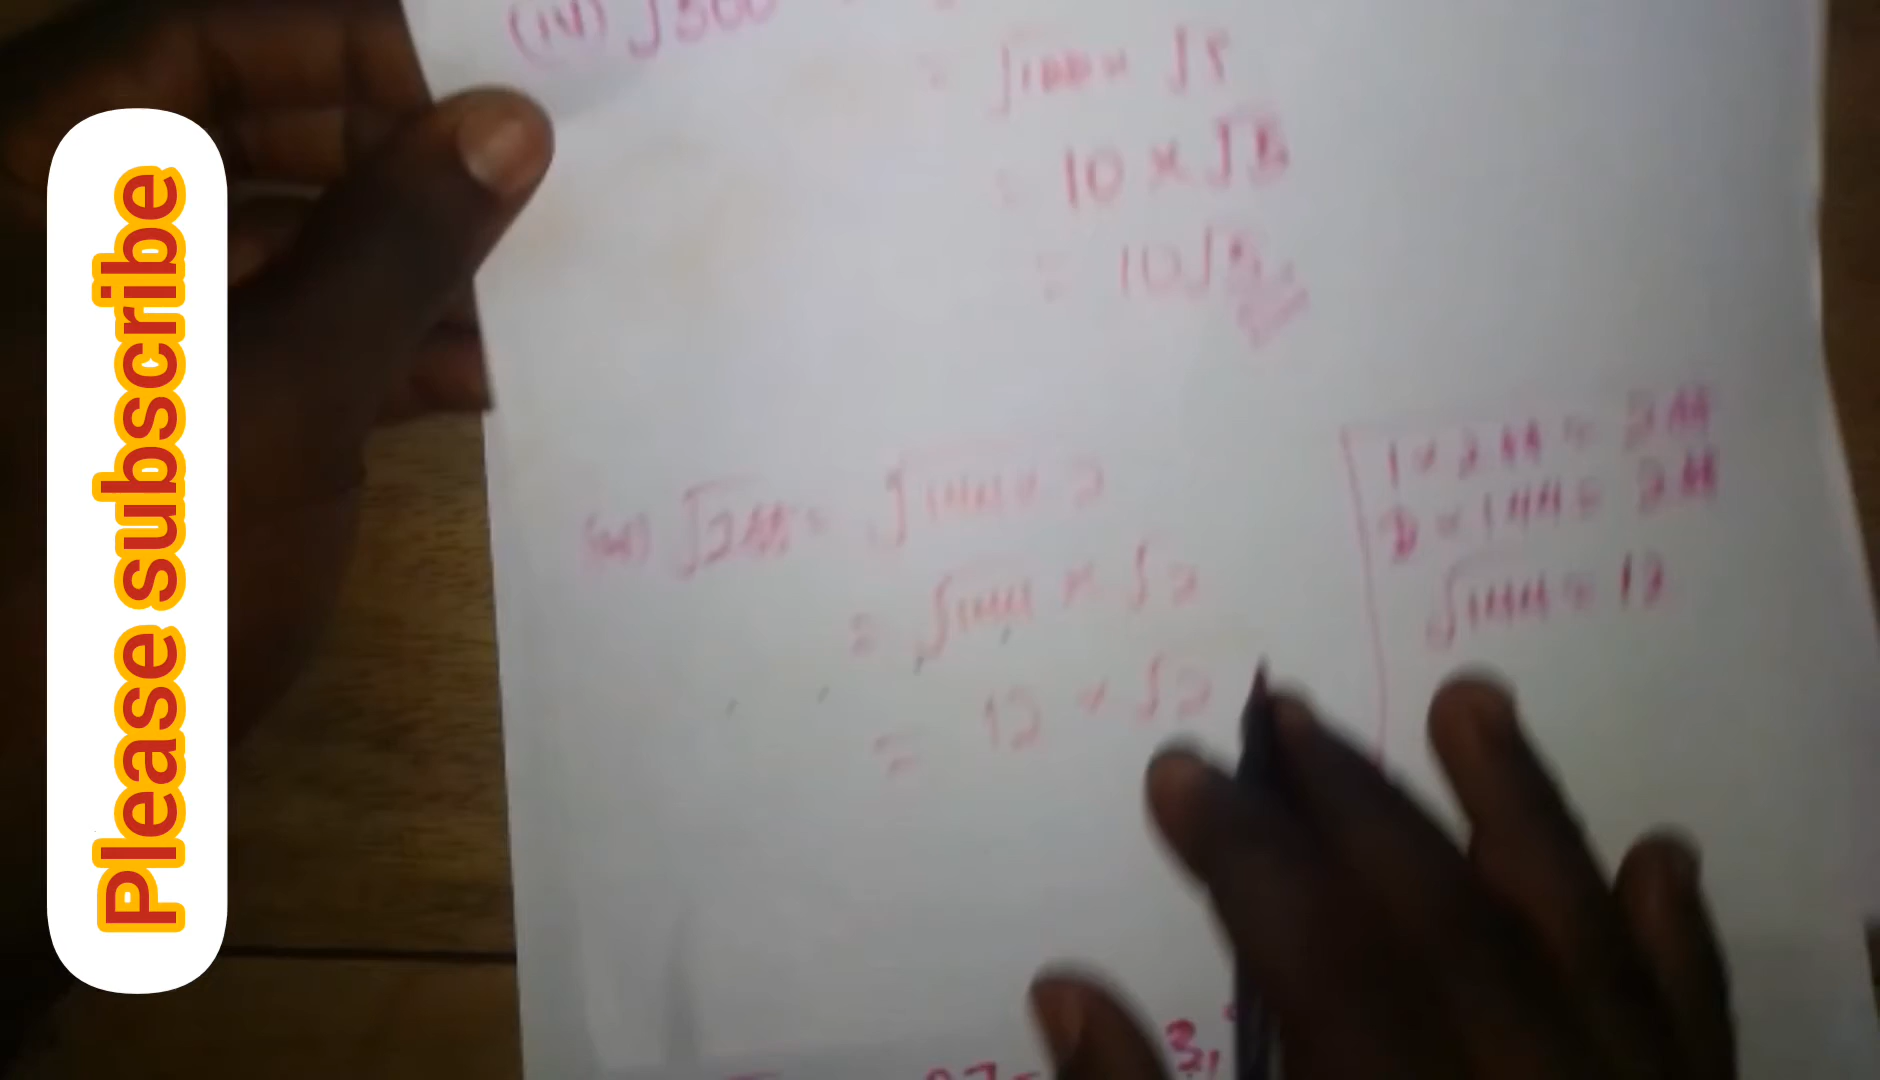 Please subscribe
(iv) √500
= √100 × √5
= 10 × √5
= 10√5
√288 = √144 × 2
= √144 × √2
= 12 × √2
1 × 288 = 288
2 × 144 = 288
√144 = 12